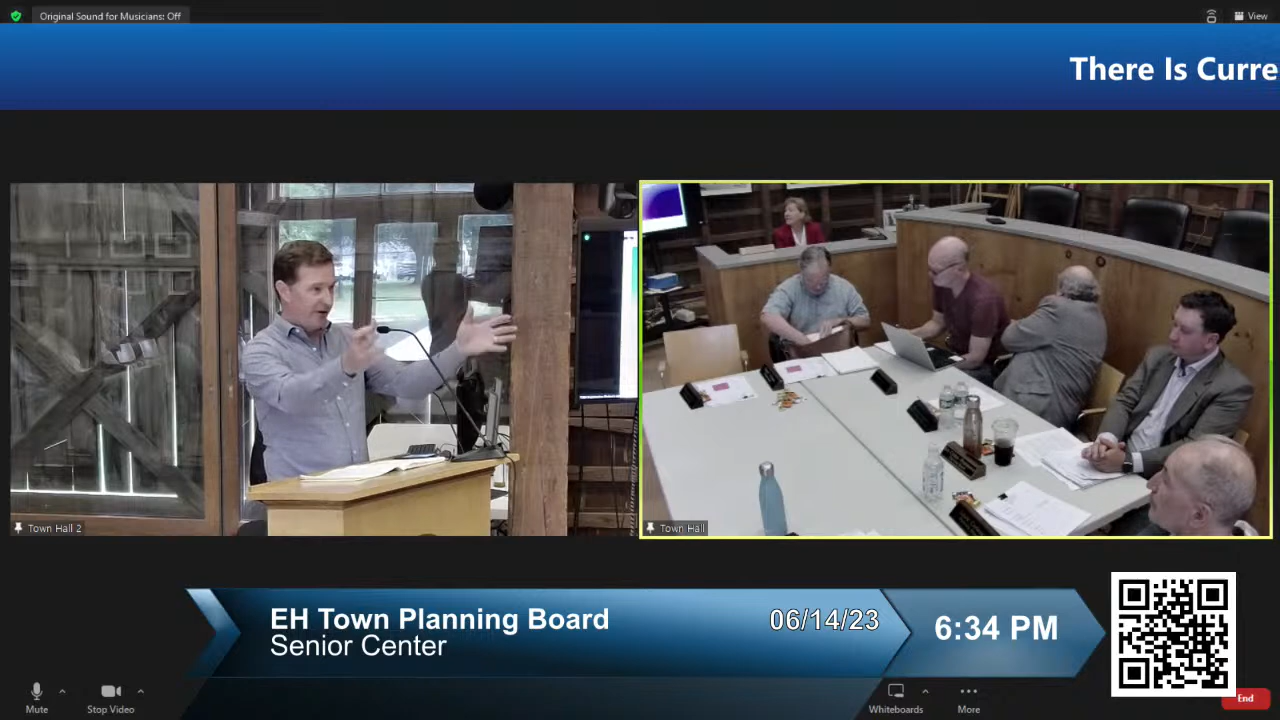 Original Sound for Musicians: Off
View
There Is Curre
Town Hall 2
Town Hall
EH Town Planning Board
06/14/23
6:34 PM
Senior Center
Mute
Stop Video
Whiteboards
More
End